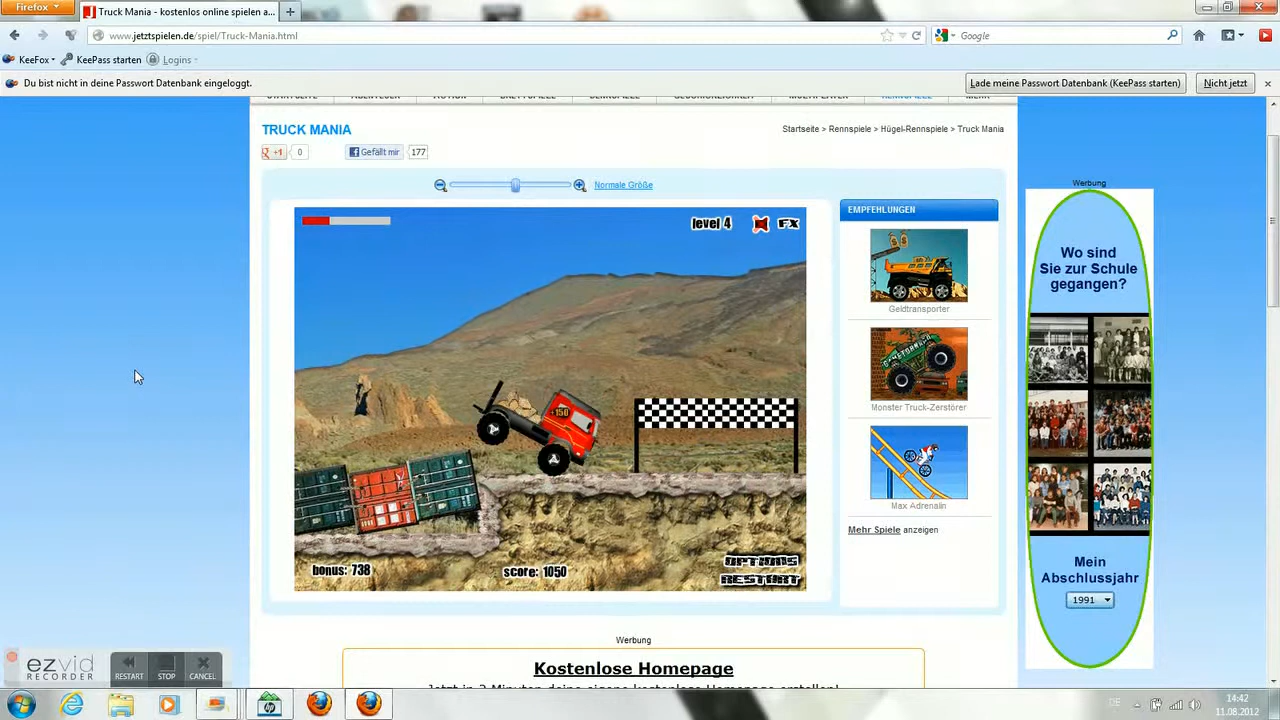 Firefox
Truck Mania - kostenlos online spielen a...
www.jetztspielen.de/spiel/Truck-Mania.html
Google
KeeFox
KeePass starten
Logins
Du bist nicht in deine Passwort Datenbank eingeloggt.
Lade meine Passwort Datenbank (KeePass starten)
Nicht jetzt
TRUCK MANIA
Startseite > Rennspiele > Hügel-Rennspiele > Truck Mania
+1
0
Gefällt mir
177
Normale Größe
level 4
FX
+150
bonus: 738
score: 1050
OPTIONS
RESTART
EMPFEHLUNGEN
Geldtransporter
Monster Truck-Zerstörer
Max Adrenalin
Mehr Spiele anzeigen
Werbung
Wo sind
Sie zur Schule
gegangen?
Mein
Abschlussjahr
1991
Werbung
Kostenlose Homepage
ezvid
RECORDER
RESTART
STOP
CANCEL
DE
14:42
11.08.2012